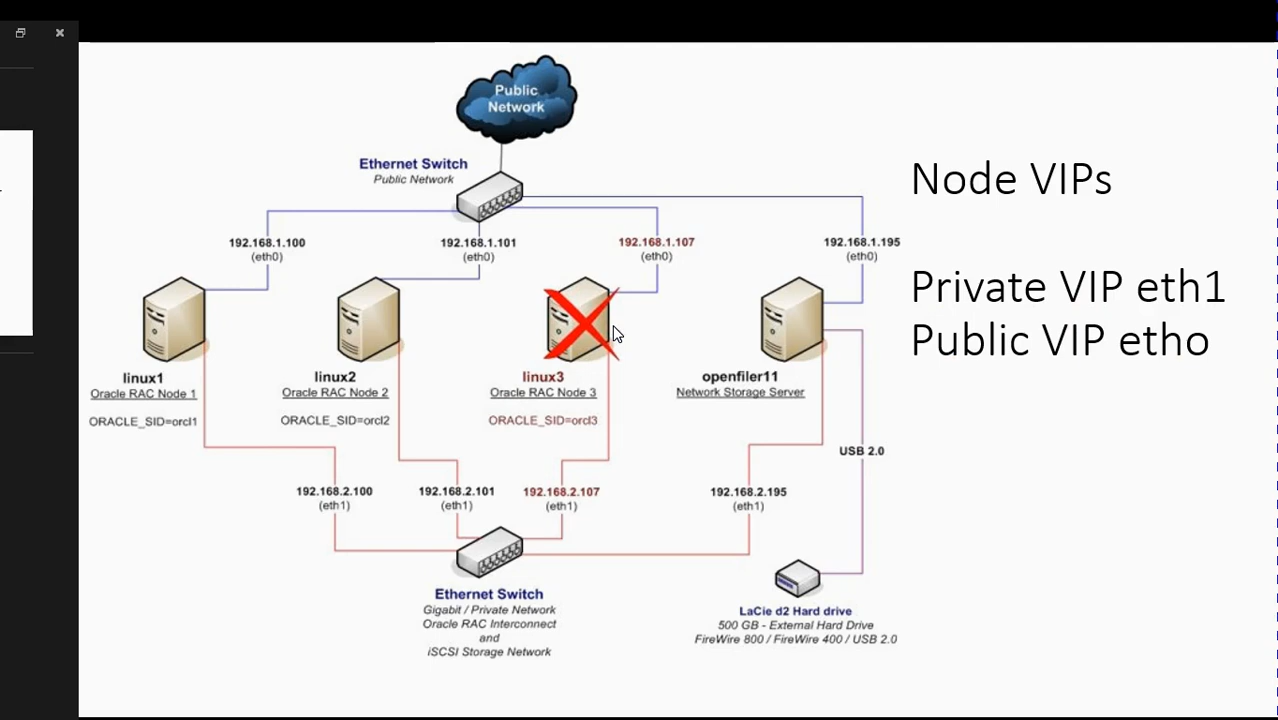 Public
Network
Ethernet Switch
Public Network
Node VIPs
192.168.1.100
(eth0)
192.168.1.101
(eth0)
192.168.1.107
(eth0)
192.168.1.195
(eth0)
Private VIP eth1
Public VIP etho
linux1
Oracle RAC Node 1
ORACLE_SID=orcl1
linux2
Oracle RAC Node 2
ORACLE_SID=orcl2
linux3
Oracle RAC Node 3
ORACLE_SID=orcl3
openfiler11
Network Storage Server
USB 2.0
192.168.2.100
(eth1)
192.168.2.101
(eth1)
192.168.2.107
(eth1)
192.168.2.195
(eth1)
Ethernet Switch
Gigabit / Private Network
Oracle RAC Interconnect
and
iSCSI Storage Network
LaCie d2 Hard drive
500 GB - External Hard Drive
FireWire 800 / FireWire 400 / USB 2.0